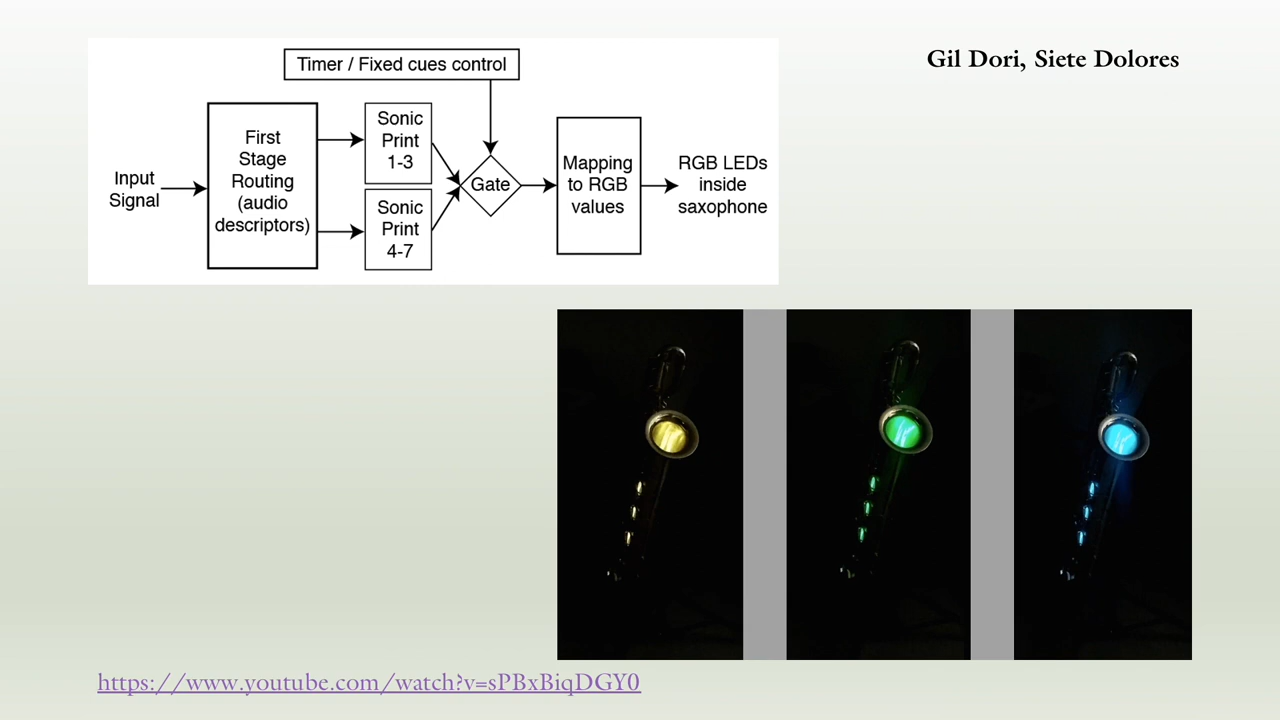 Gil Dori, Siete Dolores
Timer / Fixed cues control
Input
Signal
First
Stage
Routing
(audio
descriptors)
Sonic
Print
1-3
Sonic
Print
4-7
Gate
Mapping
to RGB
values
RGB LEDs
inside
saxophone
https://www.youtube.com/watch?v=sPBxBiqDGY0